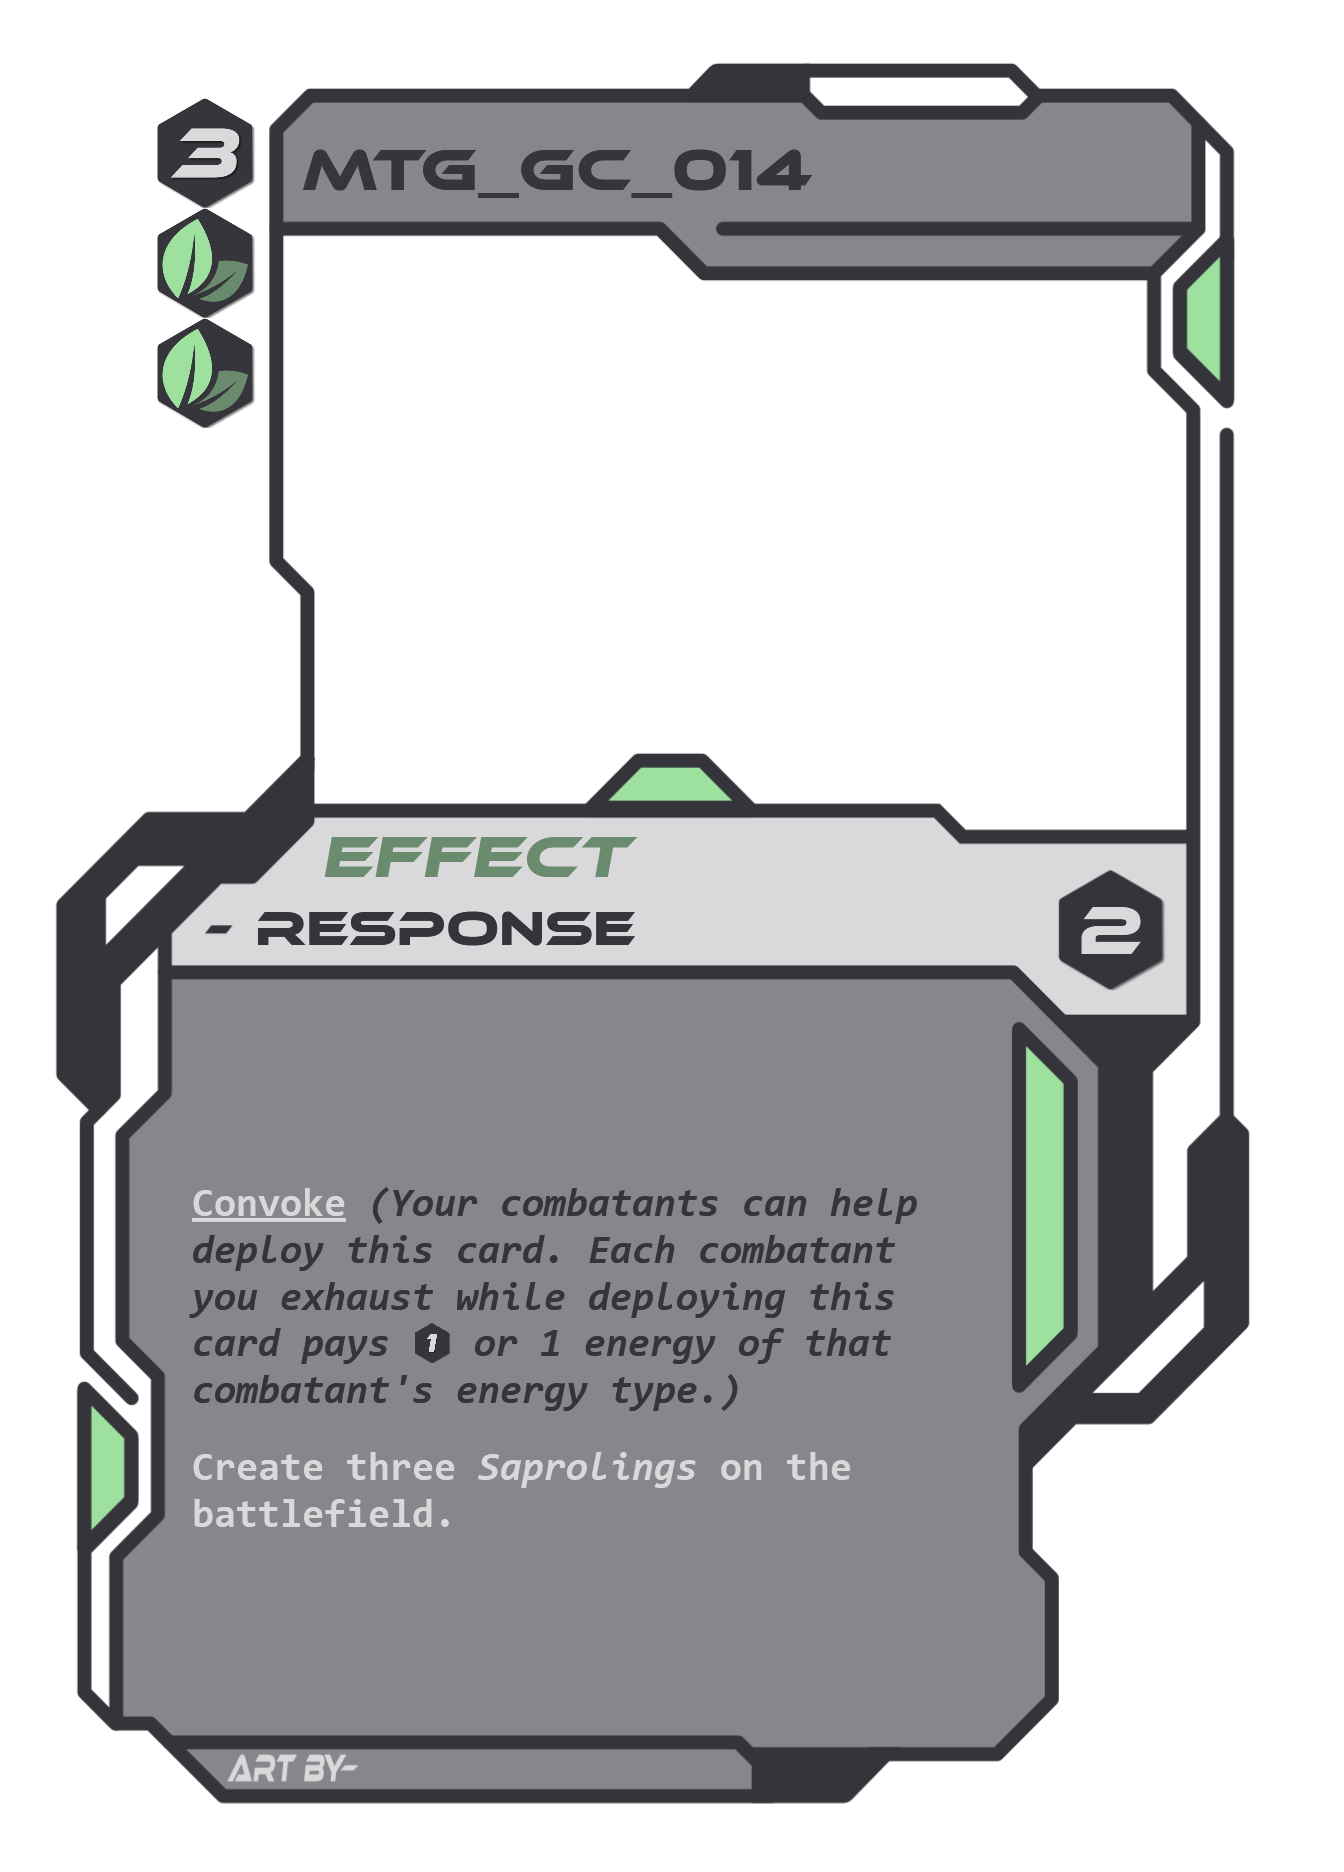 3
MTG_GC_014
EFFECT
- RESPONSE
2
Convoke (Your combatants can help
deploy this card. Each combatant
you exhaust while deploying this
card pays 1 or 1 energy of that
combatant's energy type.)
Create three Saprolings on the
battlefield.
ART BY-